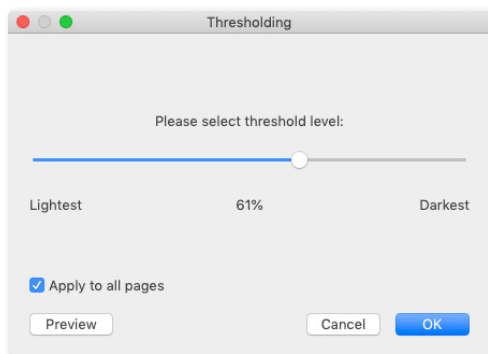 Thresholding
Please select threshold level:
Lightest 61% Darkest
Apply to all pages
Preview Cancel OK